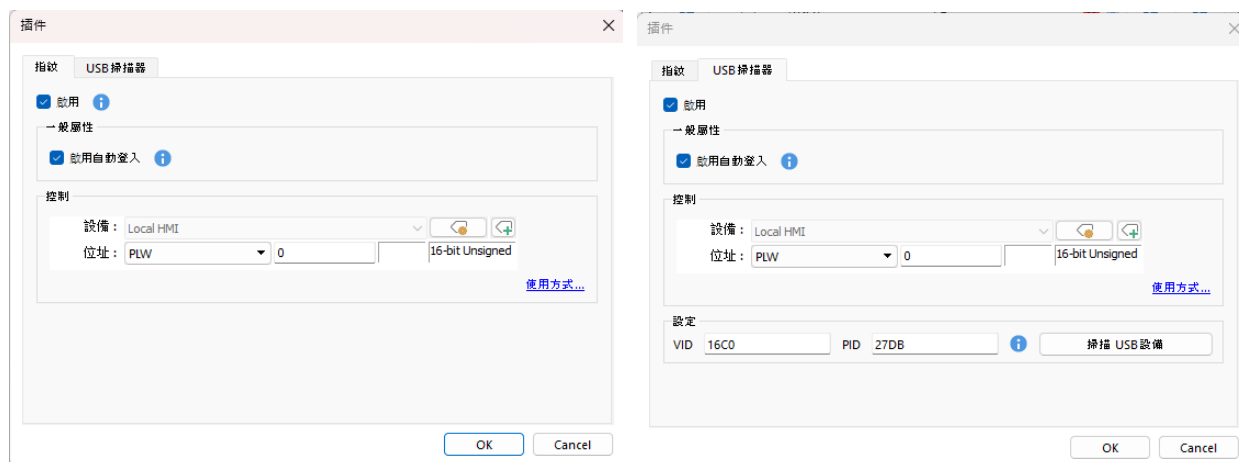 插件
指紋 USB掃描器
啟用
一般屬性
啟用自動登入
控制
設備： Local HMI
位址： PLW 0 16-bit Unsigned
使用方式...
OK Cancel
插件
指紋 USB掃描器
啟用
一般屬性
啟用自動登入
控制
設備： Local HMI
位址： PLW 0 16-bit Unsigned
使用方式...
設定
VID 16C0 PID 27DB 掃描 USB設備
OK Cancel